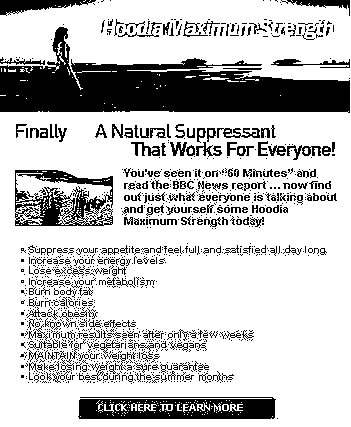 Hoodia Maximum Strength
Finally A Natural Suppressant
That Works For Everyone!
You've seen it on "60 Minutes" and
read the BBC News report ... now find
out just what everyone is talking about
and get yourself some Hoodia
Maximum Strength today!
• Suppress your appetite and feel full and satisfied all day long
• Increase your energy levels
• Lose excess weight
• Increase your metabolism
• Burn body fat
• Burn calories
• Attack obesity
• No known side effects
• Maximum results seen after only a few weeks
• Suitable for vegetarians and vegans
• MAINTAIN your weight loss
• Make losing weight a sure guarantee
• Look your best during the summer months
CLICK HERE TO LEARN MORE